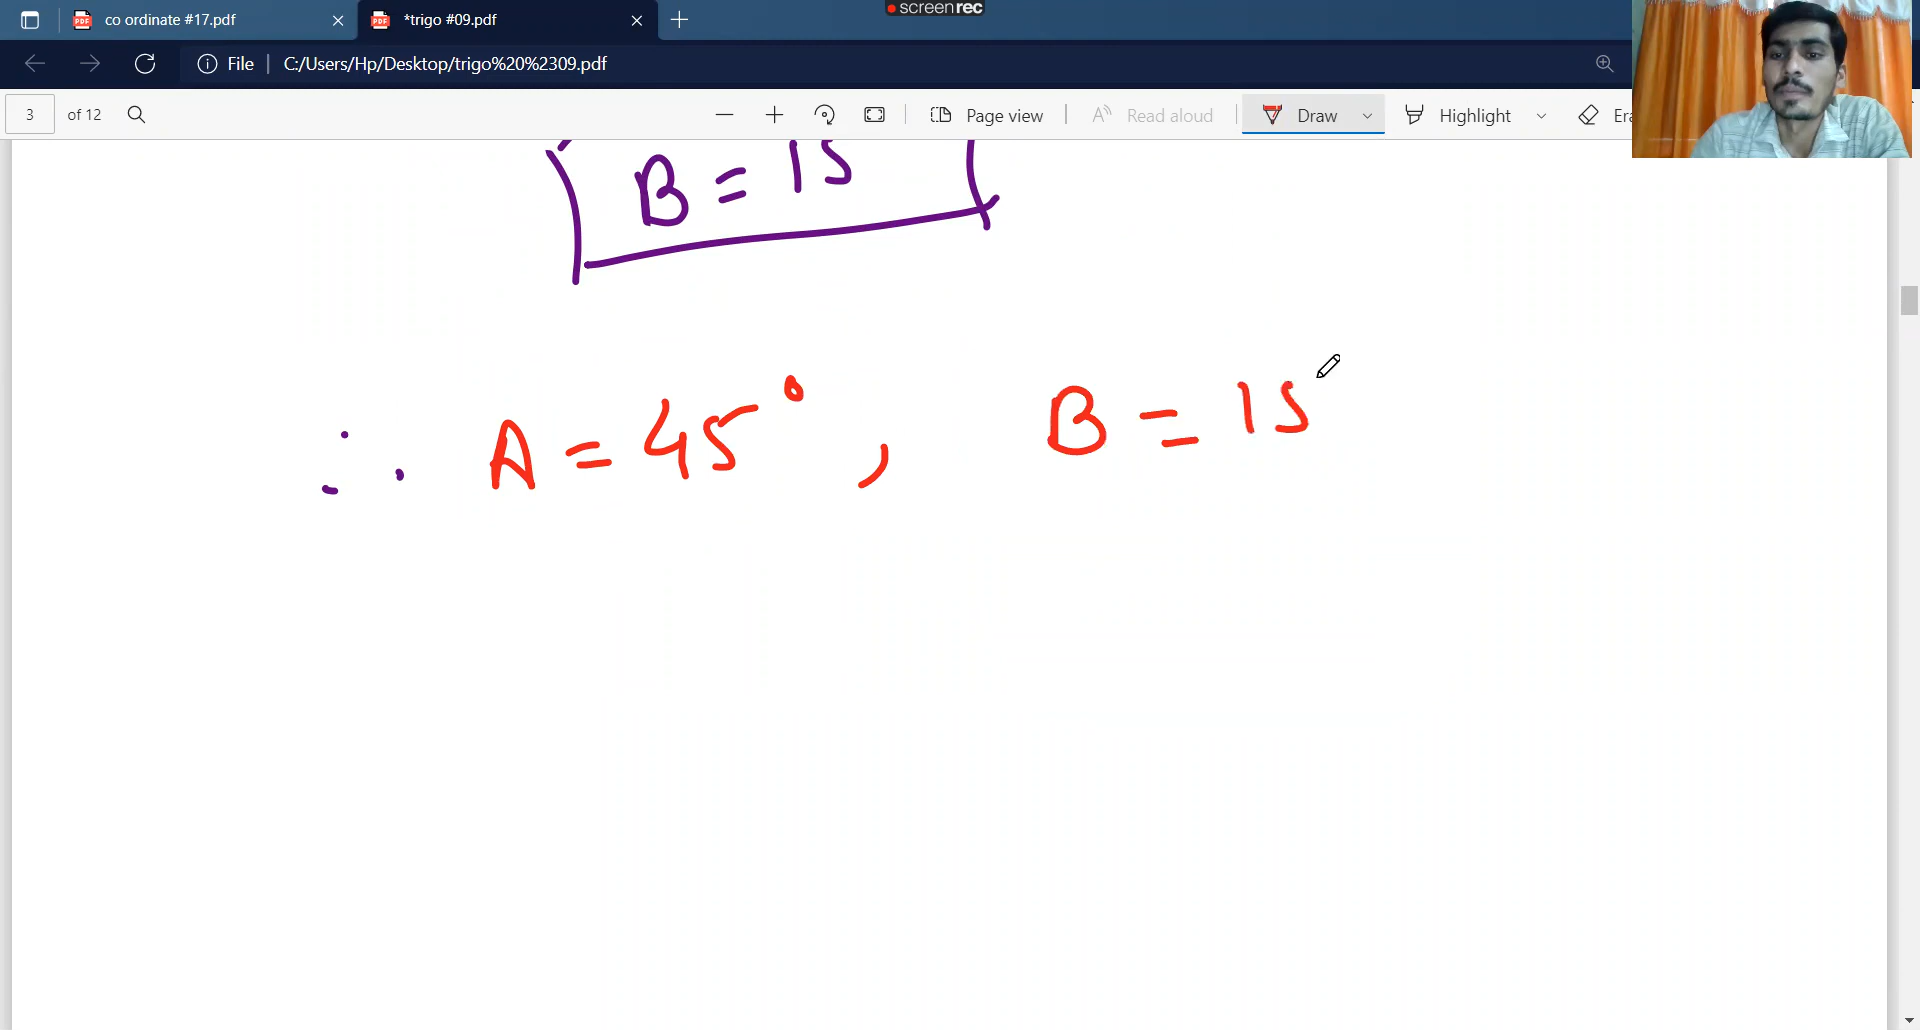 co ordinate #17.pdf
*trigo #09.pdf
screenrec
File C:/Users/Hp/Desktop/trigo%20%2309.pdf
3 of 12 Page view Read aloud Draw Highlight Era
B = 15
∴ A = 45° , B = 15